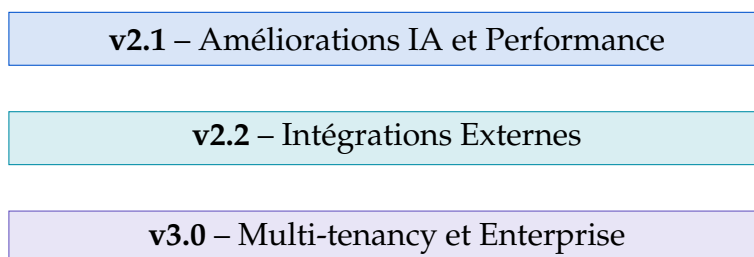 v2.1 – Améliorations IA et Performance
v2.2 – Intégrations Externes
v3.0 – Multi-tenancy et Enterprise